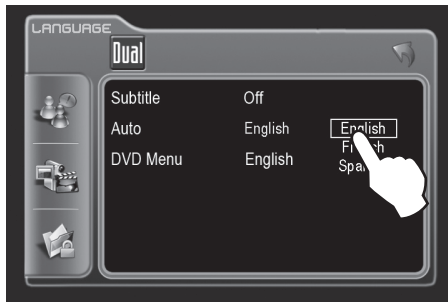 LANGUAGE
Dual
Subtitle Off
Auto English English
DVD Menu English